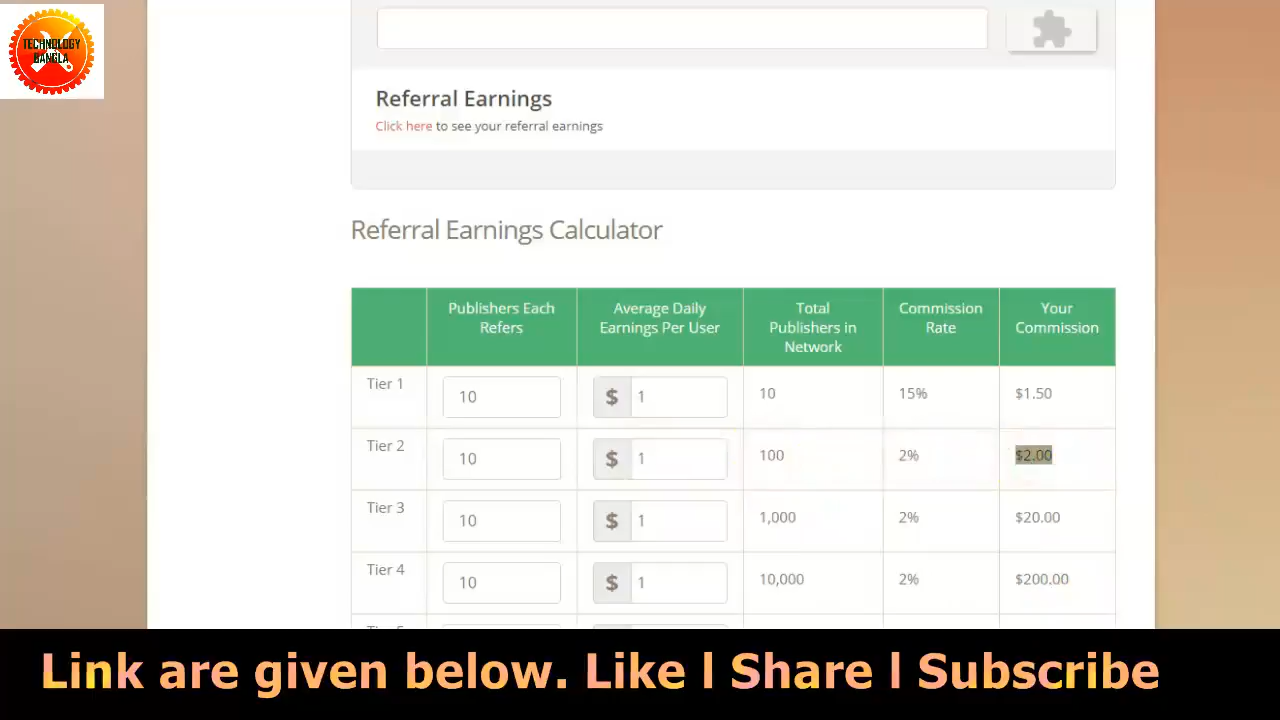 TECHNOLOGY
BANGLA
Referral Earnings
Click here to see your referral earnings
Referral Earnings Calculator
Publishers Each Refers
Average Daily Earnings Per User
Total Publishers in Network
Commission Rate
Your Commission
Tier 1 10 $ 1 10 15% $1.50
Tier 2 10 $ 1 100 2% $2.00
Tier 3 10 $ 1 1,000 2% $20.00
Tier 4 10 $ 1 10,000 2% $200.00
Link are given below. Like l Share l Subscribe